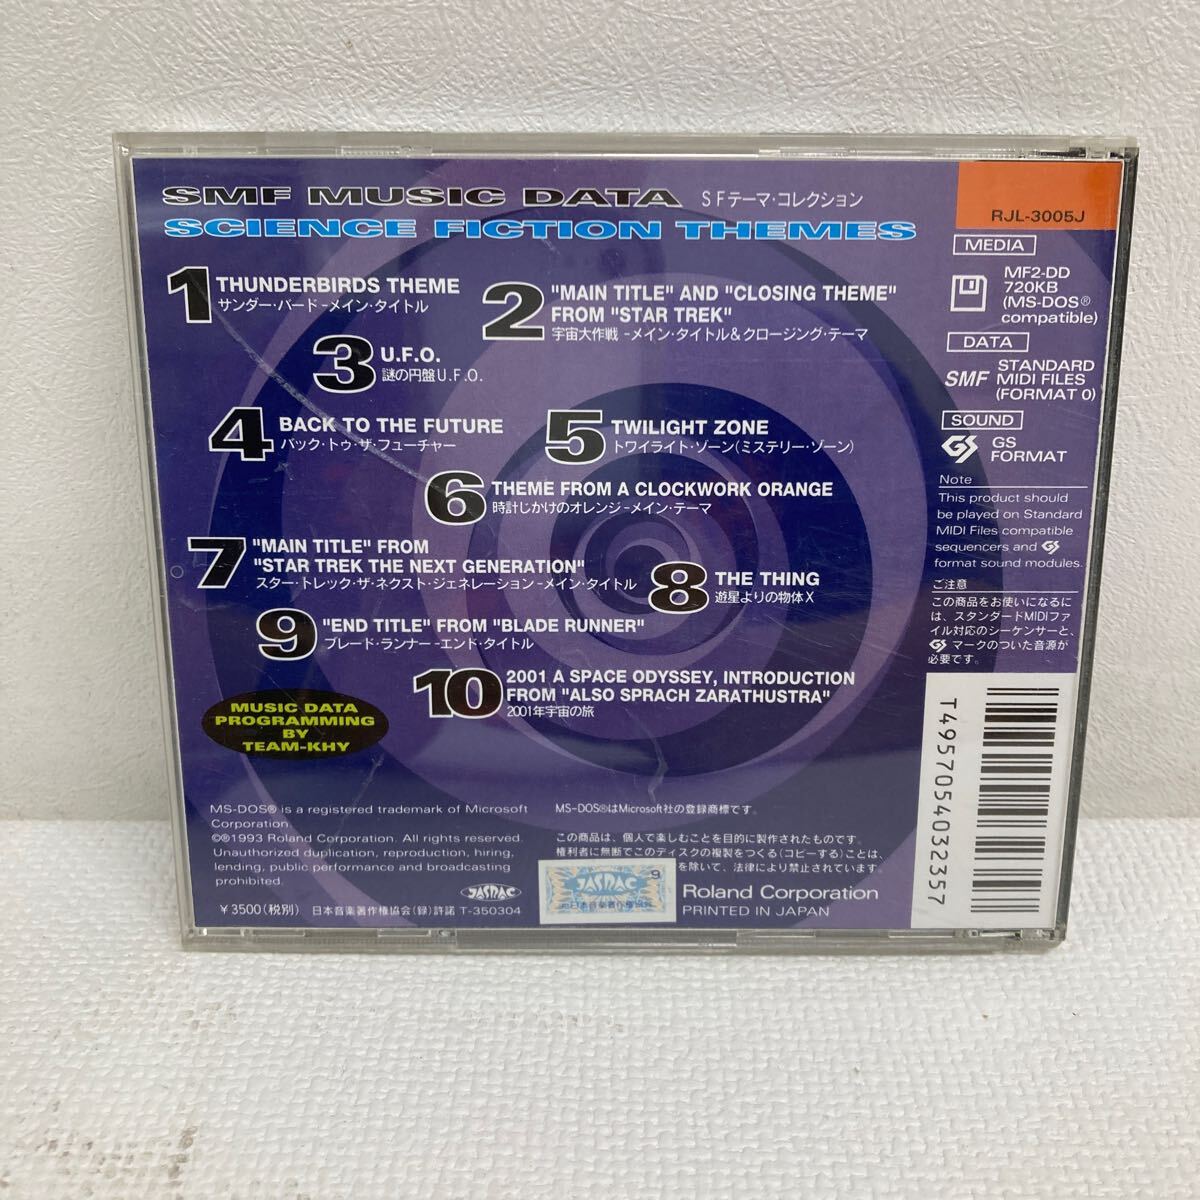 SMF MUSIC DATA SFテーマ・コレクション
SCIENCE FICTION THEMES
1 THUNDERBIRDS THEME
サンダー・バード-メイン・タイトル
2 "MAIN TITLE" AND "CLOSING THEME"
FROM "STAR TREK"
宇宙大作戦 -メイン・タイトル&クロージング・テーマ
3 U.F.O.
謎の円盤U.F.O.
4 BACK TO THE FUTURE
バック・トゥ・ザ・フューチャー
5 TWILIGHT ZONE
トワイライト・ゾーン(ミステリー・ゾーン)
6 THEME FROM A CLOCKWORK ORANGE
時計じかけのオレンジ-メイン・テーマ
7 "MAIN TITLE" FROM
"STAR TREK THE NEXT GENERATION"
スター・トレック・ザ・ネクスト・ジェネレーション-メイン・タイトル
8 THE THING
遊星よりの物体X
9 "END TITLE" FROM "BLADE RUNNER"
ブレード・ランナー-エンド・タイトル
10 2001 A SPACE ODYSSEY, INTRODUCTION
FROM "ALSO SPRACH ZARATHUSTRA"
2001年宇宙の旅
MUSIC DATA
PROGRAMMING
BY
TEAM-KHY
MS-DOS® is a registered trademark of Microsoft
Corporation.
©℗1993 Roland Corporation. All rights reserved.
Unauthorized duplication, reproduction, hiring,
lending, public performance and broadcasting
prohibited.
JASRAC
¥3500(税別) 日本音楽著作権協会(録)許諾 T-350304
MS-DOS®はMicrosoft社の登録商標です。
この商品は、個人で楽しむことを目的に製作されたものです。
権利者に無断でこのディスクの複製をつくる(コピーする)ことは、
を除いて、法律により禁止されています。
9
JASRAC
日本音楽著作権協会
Roland Corporation
PRINTED IN JAPAN
RJL-3005J
MEDIA
MF2-DD
720KB
(MS-DOS®
compatible)
DATA
SMF STANDARD
MIDI FILES
(FORMAT 0)
SOUND
GS
FORMAT
Note
This product should
be played on Standard
MIDI Files compatible
sequencers and GS
format sound modules.
ご注意
この商品をお使いになるに
は、スタンダードMIDIファ
イル対応のシーケンサーと、
GS マークのついた音源が
必要です。
T4957054032357